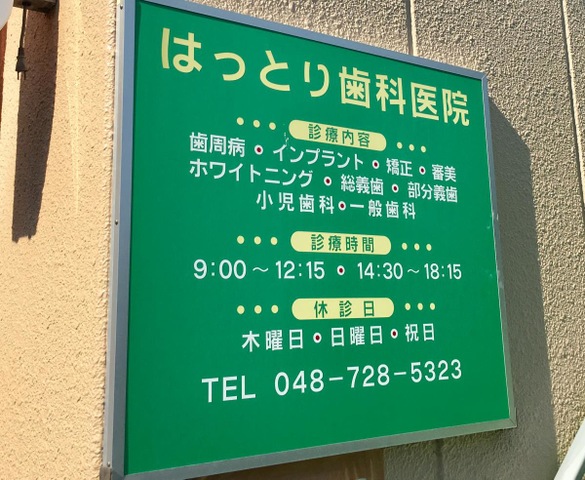 はっとり歯科医院
診療内容
歯周病・インプラント・矯正・審美
ホワイトニング・総義歯・部分義歯
小児歯科・一般歯科
診療時間
9:00～12:15・14:30～18:15
休診日
木曜日・日曜日・祝日
TEL 048-728-5323